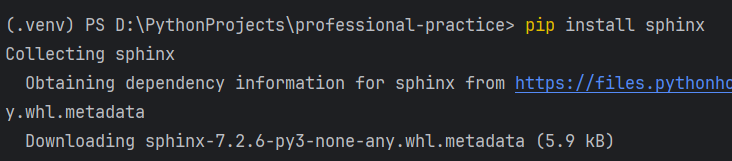 (.venv) PS D:\PythonProjects\professional-practice> pip install sphinx
Collecting sphinx
Obtaining dependency information for sphinx from https://files.pythonho
y.whl.metadata
Downloading sphinx-7.2.6-py3-none-any.whl.metadata (5.9 kB)